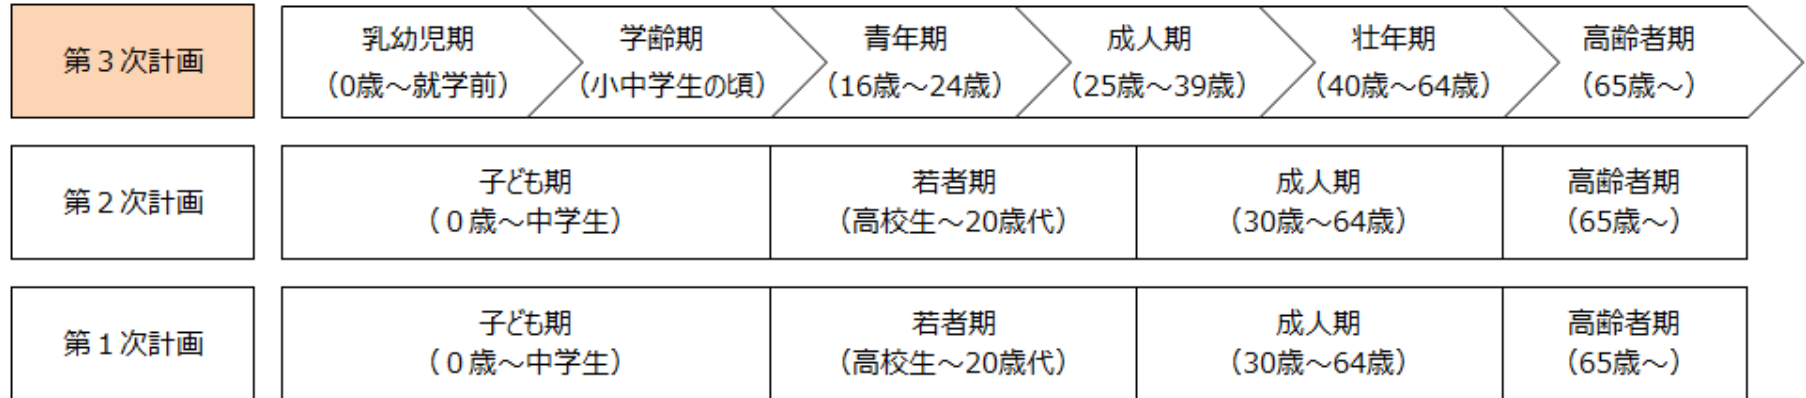 第３次計画
乳幼児期
（0歳～就学前）
学齢期
（小中学生の頃）
青年期
（16歳～24歳）
成人期
（25歳～39歳）
壮年期
（40歳～64歳）
高齢者期
（65歳～）
第２次計画
子ども期
（０歳～中学生）
若者期
（高校生～20歳代）
成人期
（30歳～64歳）
高齢者期
（65歳～）
第１次計画
子ども期
（０歳～中学生）
若者期
（高校生～20歳代）
成人期
（30歳～64歳）
高齢者期
（65歳～）